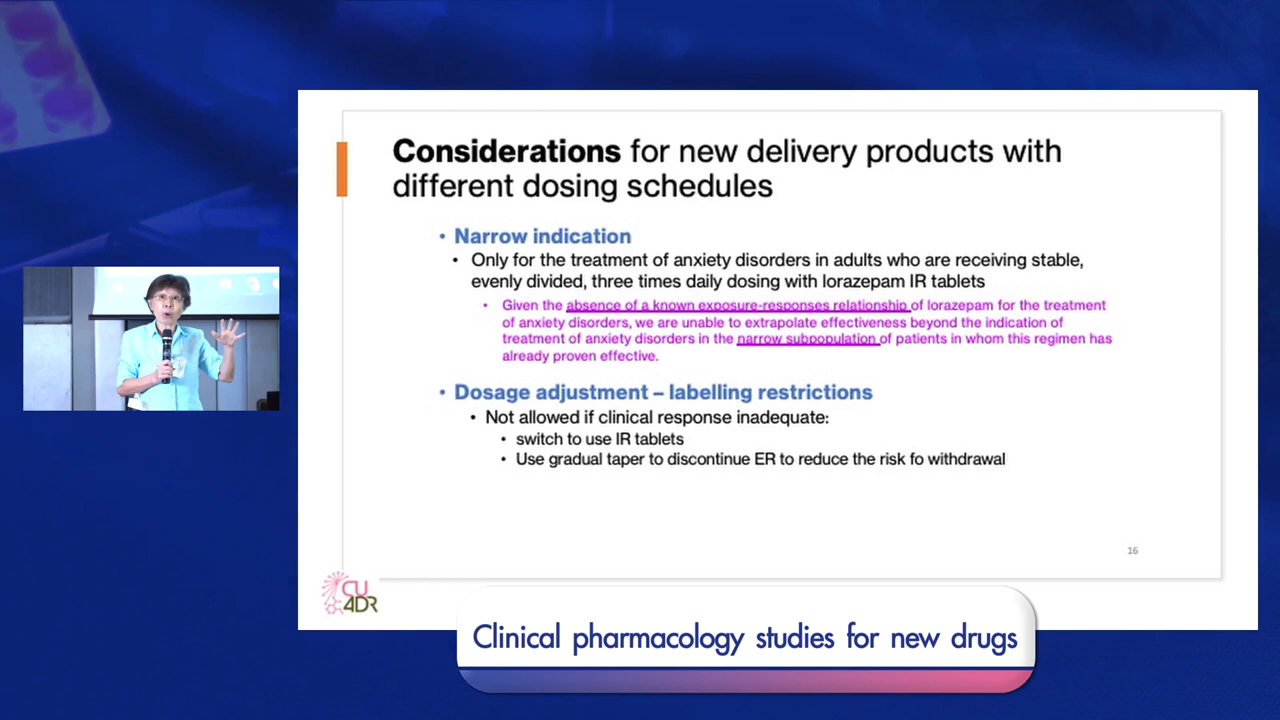 Considerations for new delivery products with
different dosing schedules
• Narrow indication
• Only for the treatment of anxiety disorders in adults who are receiving stable,
evenly divided, three times daily dosing with lorazepam IR tablets
• Given the absence of a known exposure-responses relationship of lorazepam for the treatment
of anxiety disorders, we are unable to extrapolate effectiveness beyond the indication of
treatment of anxiety disorders in the narrow subpopulation of patients in whom this regimen has
already proven effective.
• Dosage adjustment – labelling restrictions
• Not allowed if clinical response inadequate:
• switch to use IR tablets
• Use gradual taper to discontinue ER to reduce the risk fo withdrawal
16
CU
4DR
Clinical pharmacology studies for new drugs